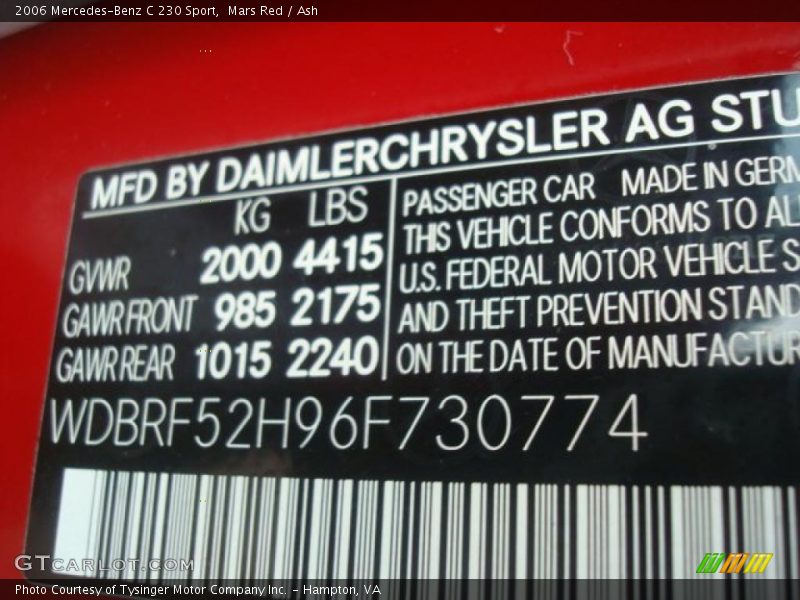 2006 Mercedes-Benz C 230 Sport,  Mars Red / Ash
MFD BY DAIMLERCHRYSLER AG STU
KG LBS
GVWR 2000 4415
GAWR FRONT 985 2175
GAWR REAR 1015 2240
PASSENGER CAR MADE IN GERM
THIS VEHICLE CONFORMS TO AL
U.S. FEDERAL MOTOR VEHICLE S
AND THEFT PREVENTION STAND
ON THE DATE OF MANUFACTUR
WDBRF52H96F730774
GTCARLOT.COM
Photo Courtesy of Tysinger Motor Company Inc. - Hampton, VA